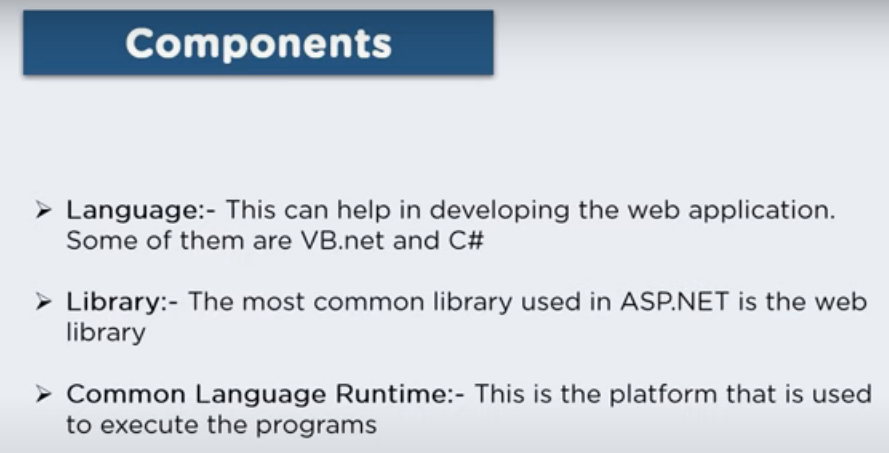 Components
➢ Language:- This can help in developing the web application.
Some of them are VB.net and C#
➢ Library:- The most common library used in ASP.NET is the web
library
➢ Common Language Runtime:- This is the platform that is used
to execute the programs